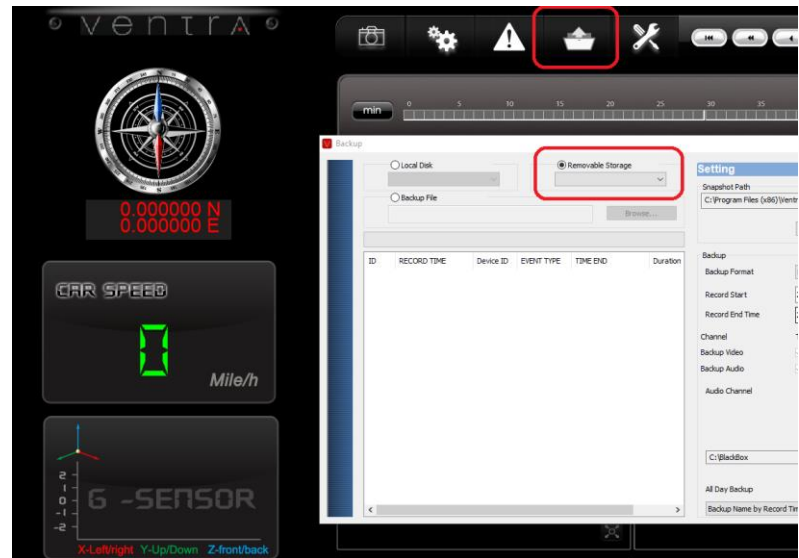 ventrA
N
E
S
W
0.000000 N
0.000000 E
CAR SPEED
0
Mile/h
2
1
0
-1
-2
G -SENSOR
X-Left/right Y-Up/Down Z-front/back
min
0 5 10 15 20 25 30 35
Backup
Local Disk
Removable Storage
Backup File
Browse...
ID RECORD TIME Device ID EVENT TYPE TIME END Duration
Setting
Snapshot Path
C:\Program Files (x86)\Ventr
Backup
Backup Format
Record Start
Record End Time
Channel
Backup Video
Backup Audio
Audio Channel
C:\BlackBox
All Day Backup
Backup Name by Record Tim